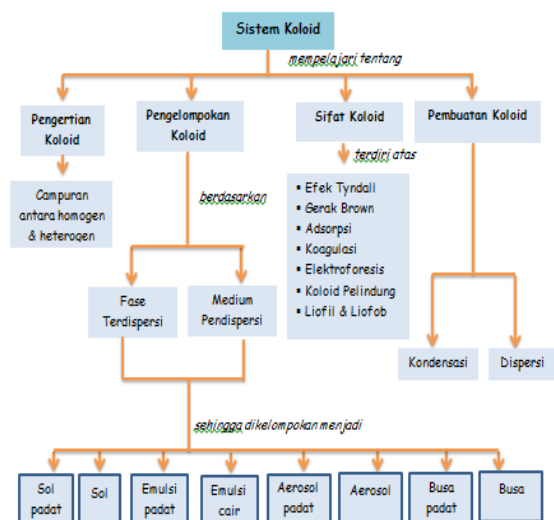 Sistem Koloid
mempelajari tentang
Pengertian
Koloid
Pengelompokan
Koloid
Sifat Koloid
Pembuatan Koloid
terdiri atas
Campuran
antara homogen
& heterogen
berdasarkan
▪ Efek Tyndall
▪ Gerak Brown
▪ Adsorpsi
▪ Koagulasi
▪ Elektroforesis
▪ Koloid Pelindung
▪ Liofil & Liofob
Fase
Terdispersi
Medium
Pendispersi
Kondensasi
Dispersi
sehingga dikelompokan menjadi
Sol
padat
Sol
Emulsi
padat
Emulsi
cair
Aerosol
padat
Aerosol
Busa
padat
Busa